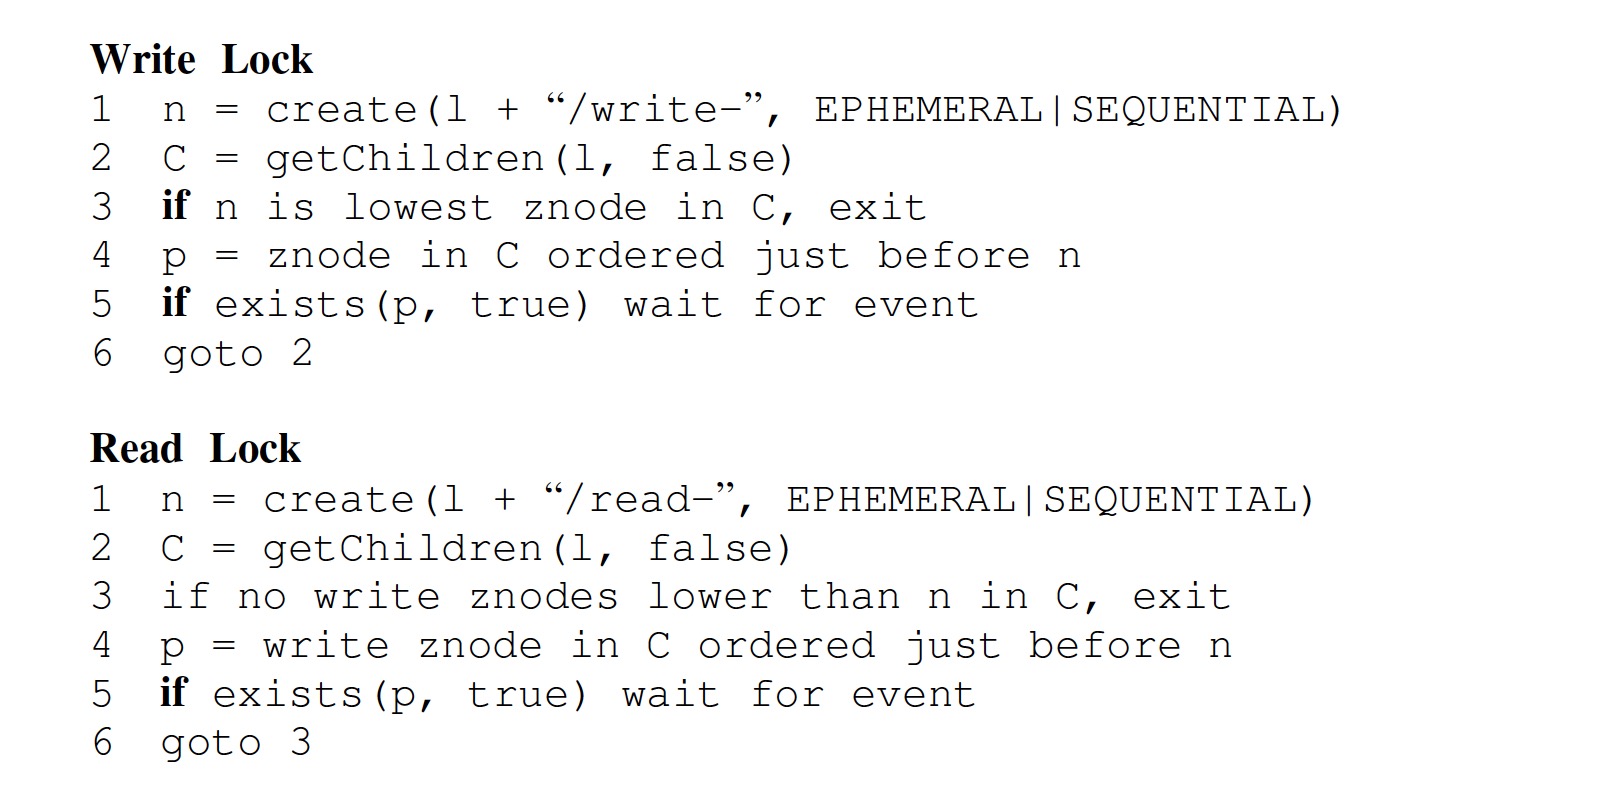 Write Lock
1 n = create(l + “/write-”, EPHEMERAL|SEQUENTIAL)
2 C = getChildren(l, false)
3 if n is lowest znode in C, exit
4 p = znode in C ordered just before n
5 if exists(p, true) wait for event
6 goto 2
Read Lock
1 n = create(l + “/read-”, EPHEMERAL|SEQUENTIAL)
2 C = getChildren(l, false)
3 if no write znodes lower than n in C, exit
4 p = write znode in C ordered just before n
5 if exists(p, true) wait for event
6 goto 3